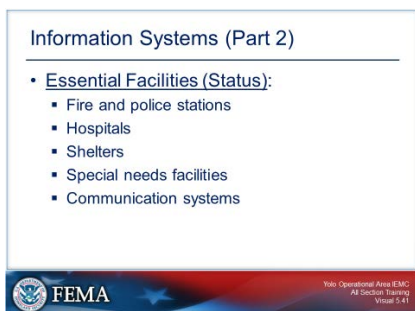 Information Systems (Part 2)
• Essential Facilities (Status):
▪ Fire and police stations
▪ Hospitals
▪ Shelters
▪ Special needs facilities
▪ Communication systems
FEMA
Yolo Operational Area IEMC
All Section Training
Visual 5.41